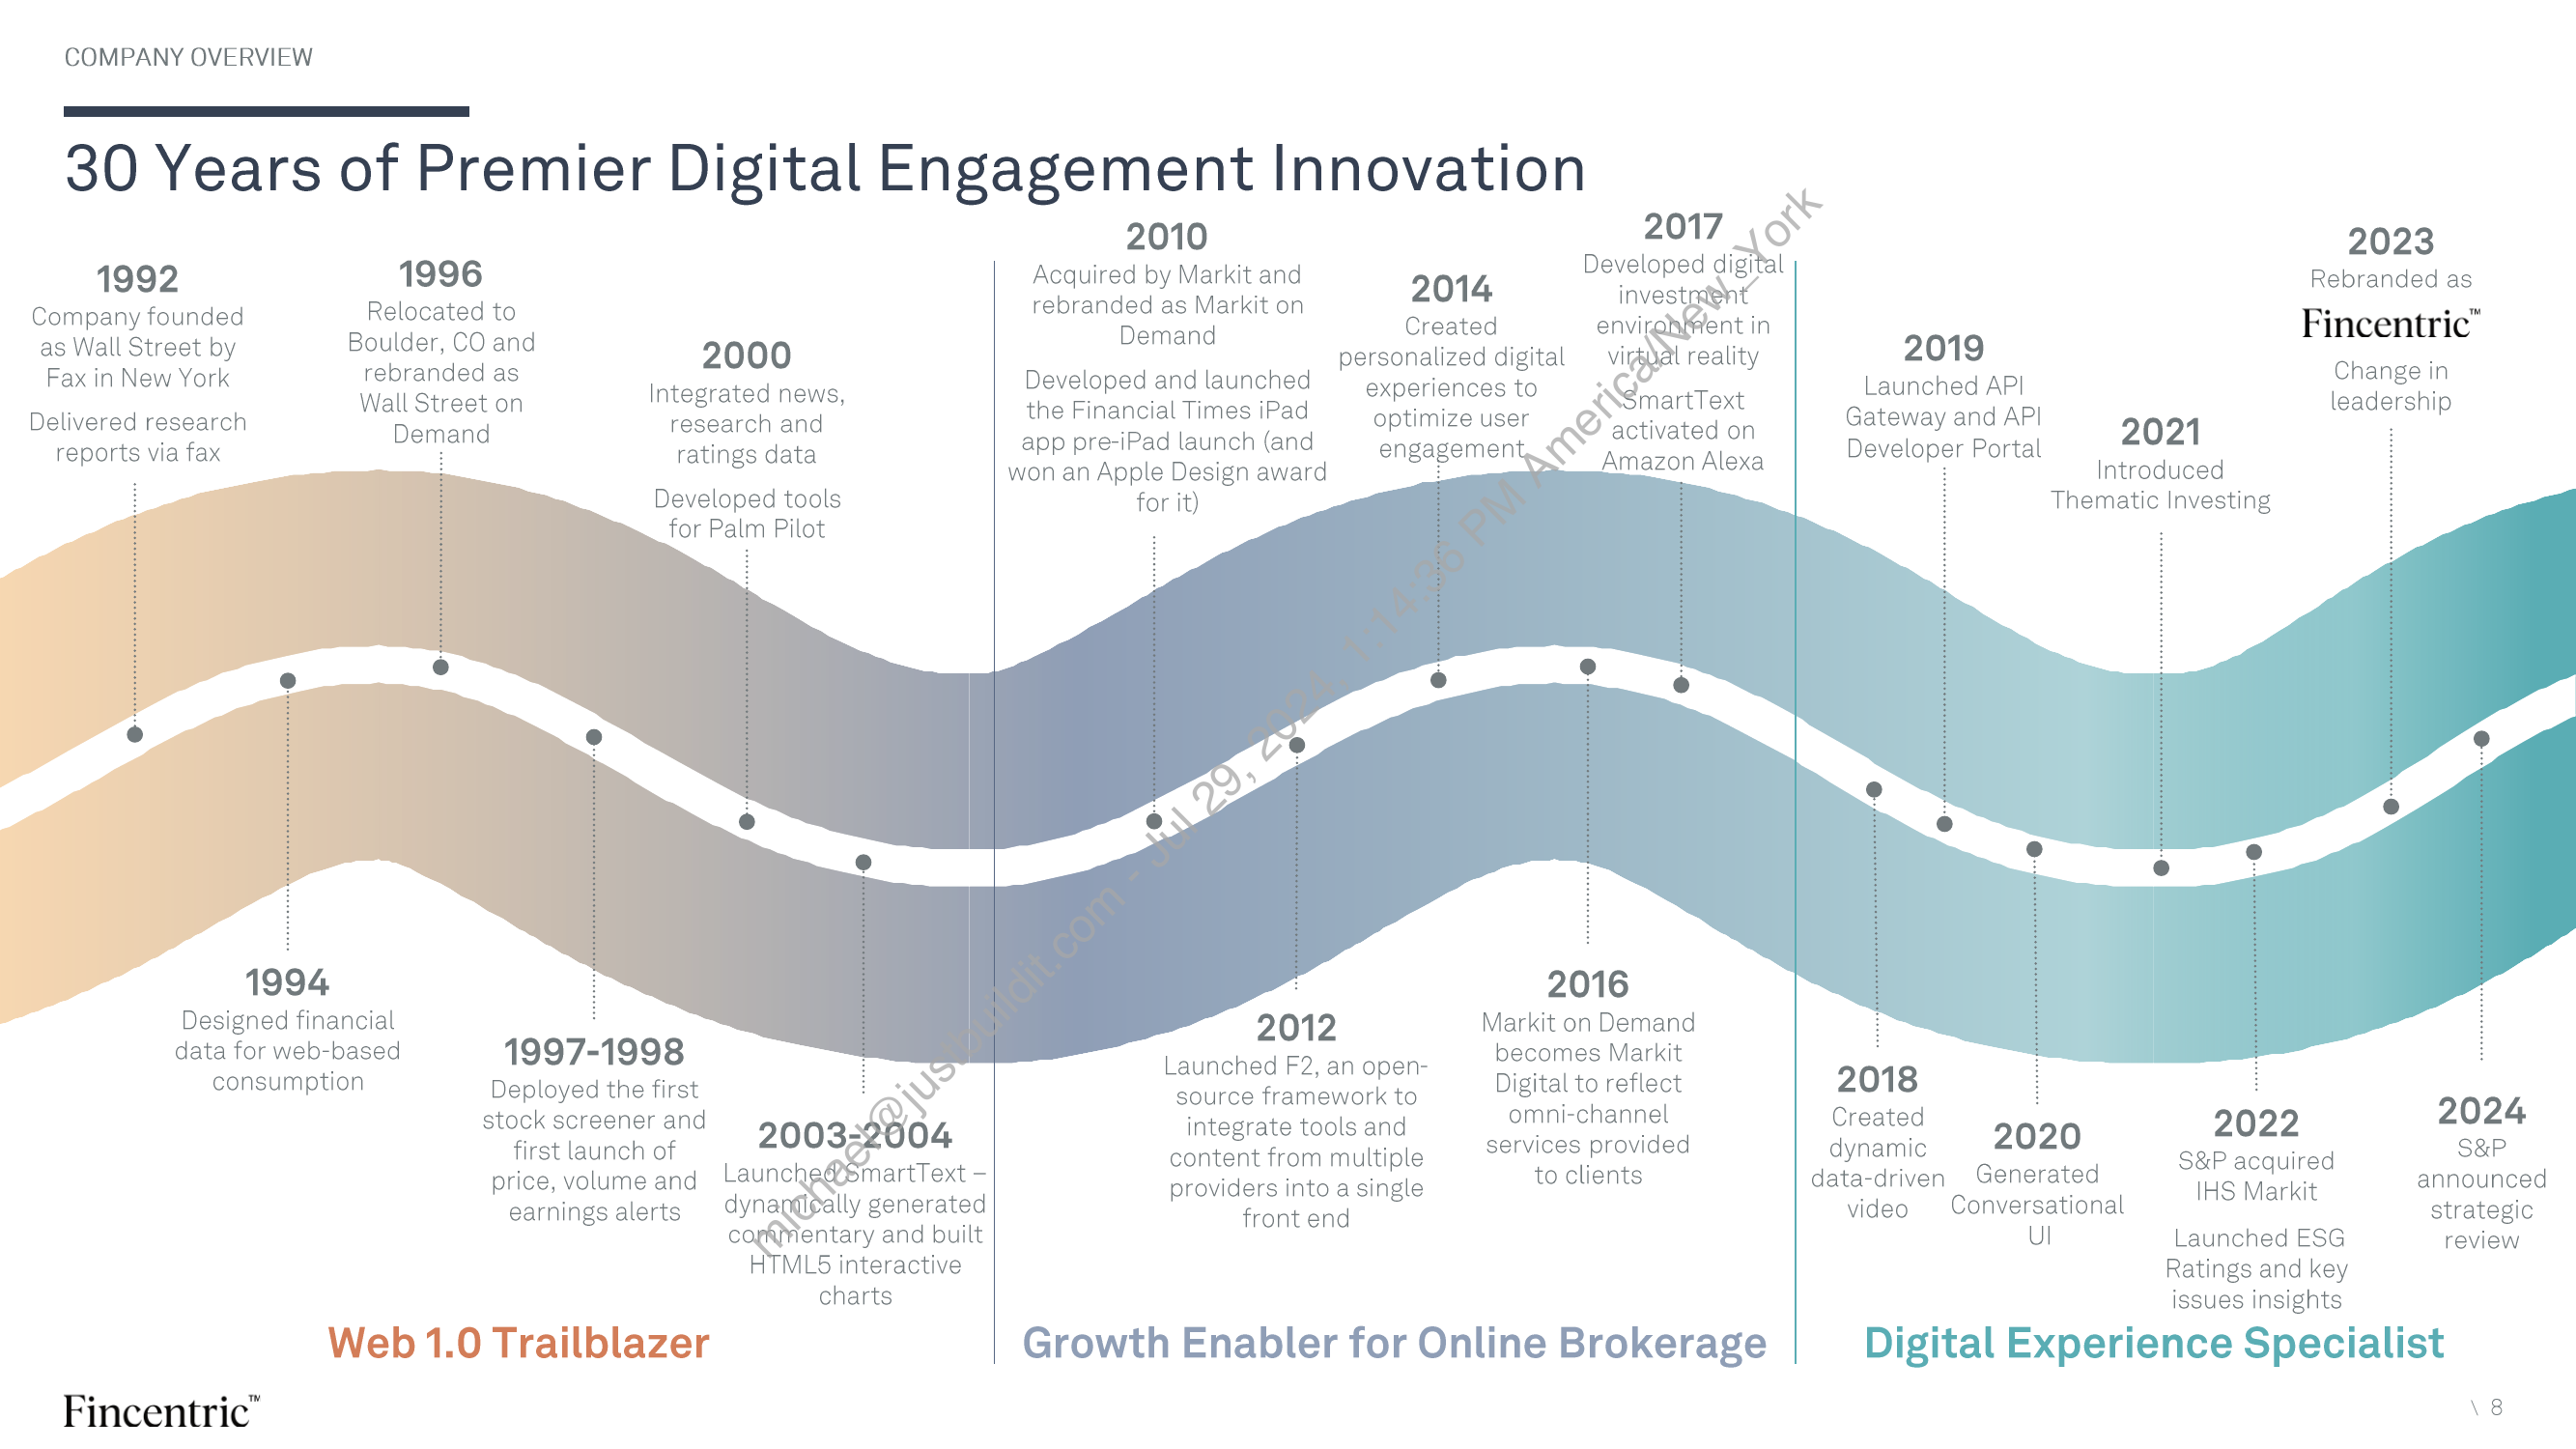 COMPANY OVERVIEW
30 Years of Premier Digital Engagement Innovation
1992
Company founded
as Wall Street by
Fax in New York
Delivered research
reports via fax
1996
Relocated to
Boulder, CO and
rebranded as
Wall Street on
Demand
2000
Integrated news,
research and
ratings data
Developed tools
for Palm Pilot
2010
Acquired by Markit and
rebranded as Markit on
Demand
Developed and launched
the Financial Times iPad
app pre-iPad launch (and
won an Apple Design award
for it)
2014
Created
personalized digital
experiences to
optimize user
engagement
2017
Developed digital
investment
environment in
virtual reality
SmartText
activated on
Amazon Alexa
2019
Launched API
Gateway and API
Developer Portal
2021
Introduced
Thematic Investing
2023
Rebranded as
Fincentric™
Change in
leadership
1994
Designed financial
data for web-based
consumption
1997-1998
Deployed the first
stock screener and
first launch of
price, volume and
earnings alerts
2003-2004
Launched SmartText –
dynamically generated
commentary and built
HTML5 interactive
charts
2012
Launched F2, an open-
source framework to
integrate tools and
content from multiple
providers into a single
front end
2016
Markit on Demand
becomes Markit
Digital to reflect
omni-channel
services provided
to clients
2018
Created
dynamic
data-driven
video
2020
Generated
Conversational
UI
2022
S&P acquired
IHS Markit
Launched ESG
Ratings and key
issues insights
2024
S&P
announced
strategic
review
michael@justbuildit.com - Jul 29, 2024, 1:14:36 PM America/New_York
Web 1.0 Trailblazer
Growth Enabler for Online Brokerage
Digital Experience Specialist
Fincentric™
\ 8